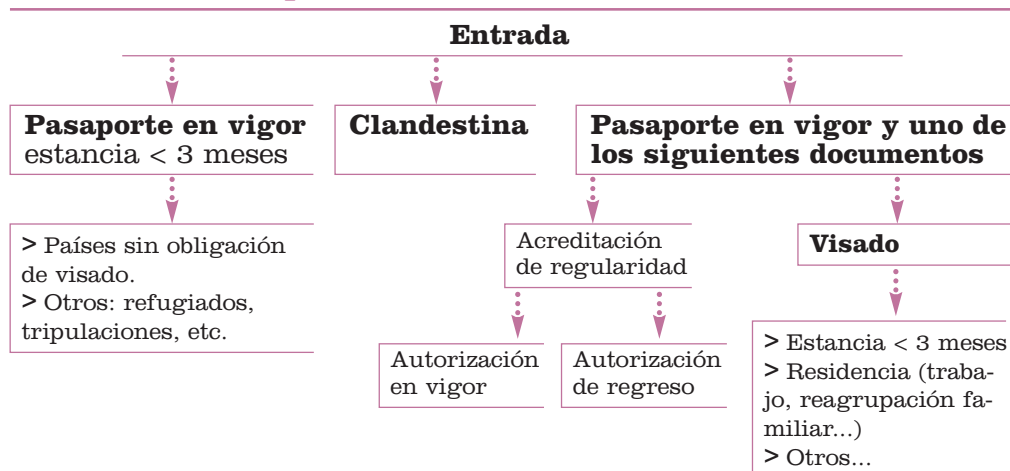 Entrada
Pasaporte en vigor
estancia < 3 meses
Clandestina
Pasaporte en vigor y uno de
los siguientes documentos
> Países sin obligación
de visado.
> Otros: refugiados,
tripulaciones, etc.
Acreditación
de regularidad
Visado
Autorización
en vigor
Autorización
de regreso
> Estancia < 3 meses
> Residencia (traba-
jo, reagrupación fa-
miliar...)
> Otros...